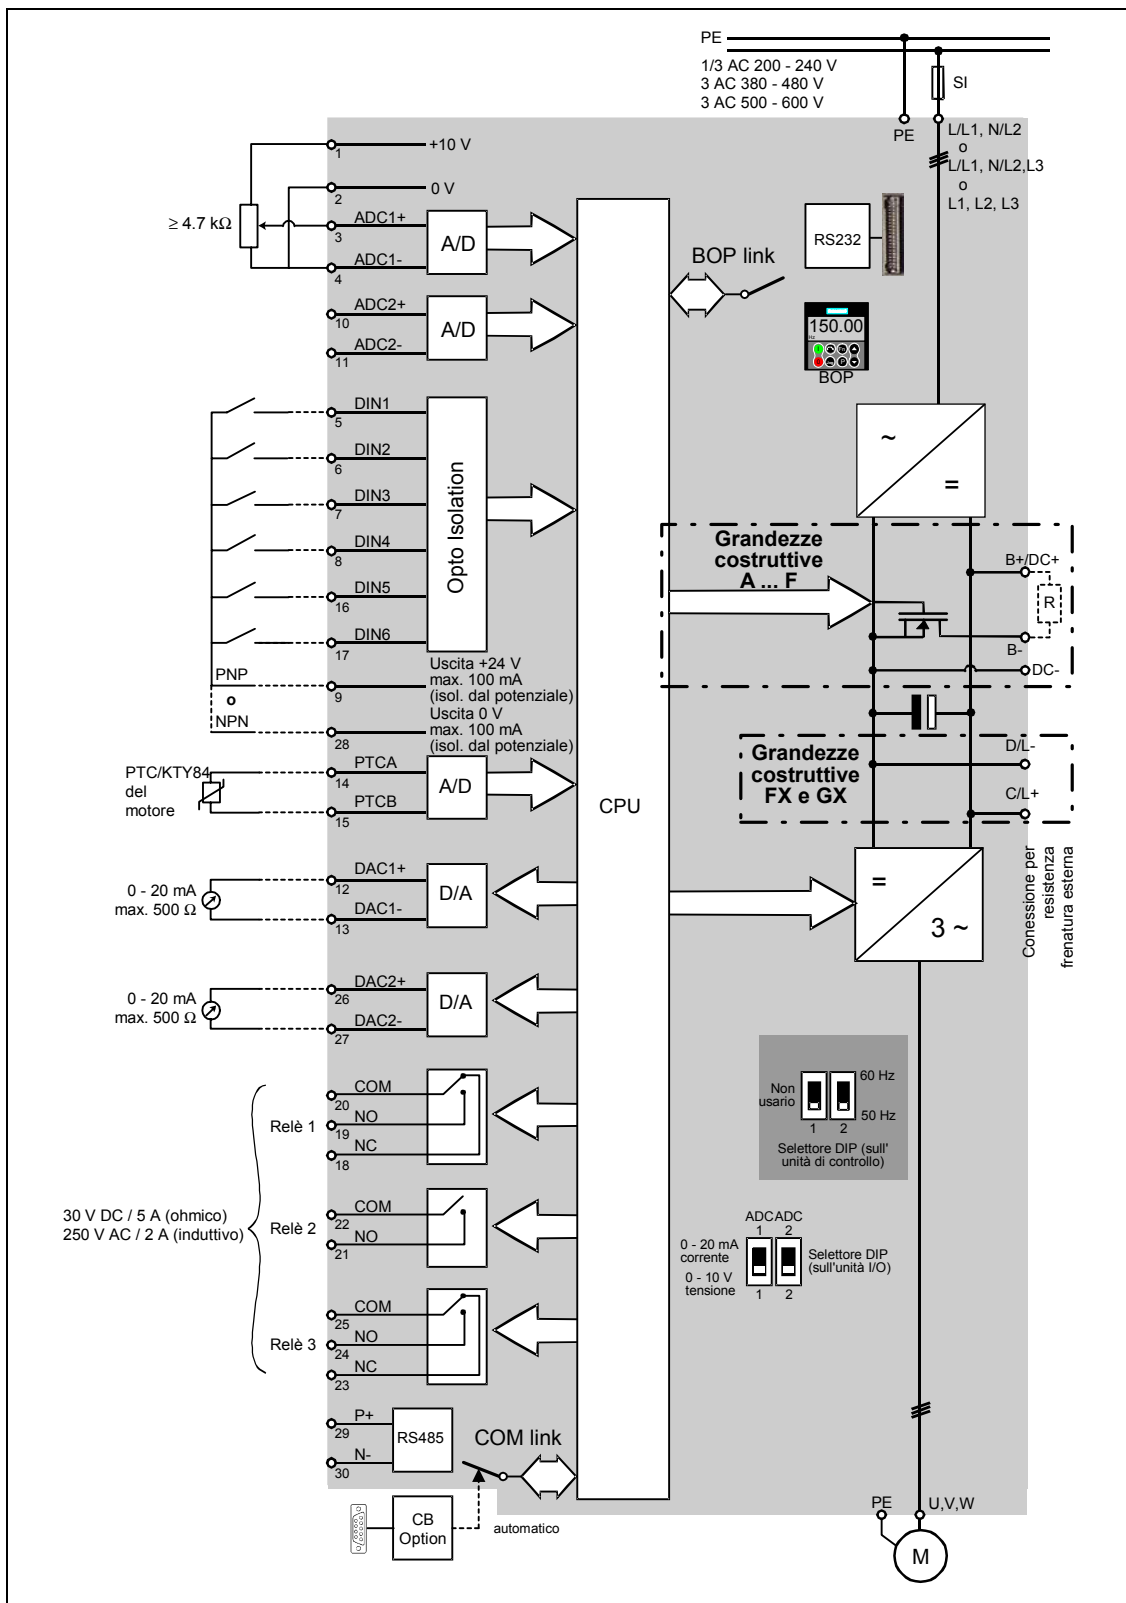 PE
1/3 AC 200 - 240 V
3 AC 380 - 480 V
3 AC 500 - 600 V
SI
PE
L/L1, N/L2
o
L/L1, N/L2,L3
o
L1, L2, L3
1
+10 V
2
0 V
≥ 4.7 kΩ
ADC1+
3
ADC1-
4
A/D
ADC2+
10
ADC2-
11
A/D
BOP link
RS232
150.00
Hz
BOP
DIN1
5
DIN2
6
DIN3
7
DIN4
8
DIN5
16
DIN6
17
Opto Isolation
~
=
PNP
o
NPN
9
Uscita +24 V
max. 100 mA
(isol. dal potenziale)
28
Uscita 0 V
max. 100 mA
(isol. dal potenziale)
Grandezze
costruttive
A ... F
B+/DC+
R
B-
DC-
Grandezze
costruttive
FX e GX
D/L-
C/L+
PTC/KTY84
del
motore
PTCA
14
PTCB
15
A/D
CPU
Conessione per
resistenza
frenatura esterna
=
3 ~
0 - 20 mA
max. 500 Ω
DAC1+
12
DAC1-
13
D/A
0 - 20 mA
max. 500 Ω
DAC2+
26
DAC2-
27
D/A
30 V DC / 5 A (ohmico)
250 V AC / 2 A (induttivo)
Relè 1
COM
20
NO
19
NC
18
Relè 2
COM
22
NO
21
Relè 3
COM
25
NO
24
NC
23
Non
usario
60 Hz
50 Hz
1 2
Selettore DIP (sull'
unità di controllo)
ADC ADC
1 2
0 - 20 mA
corrente
0 - 10 V
tensione
Selettore DIP
(sull'unità I/O)
1 2
P+
29
N-
30
RS485
COM link
CB
Option
automatico
PE
U,V,W
M